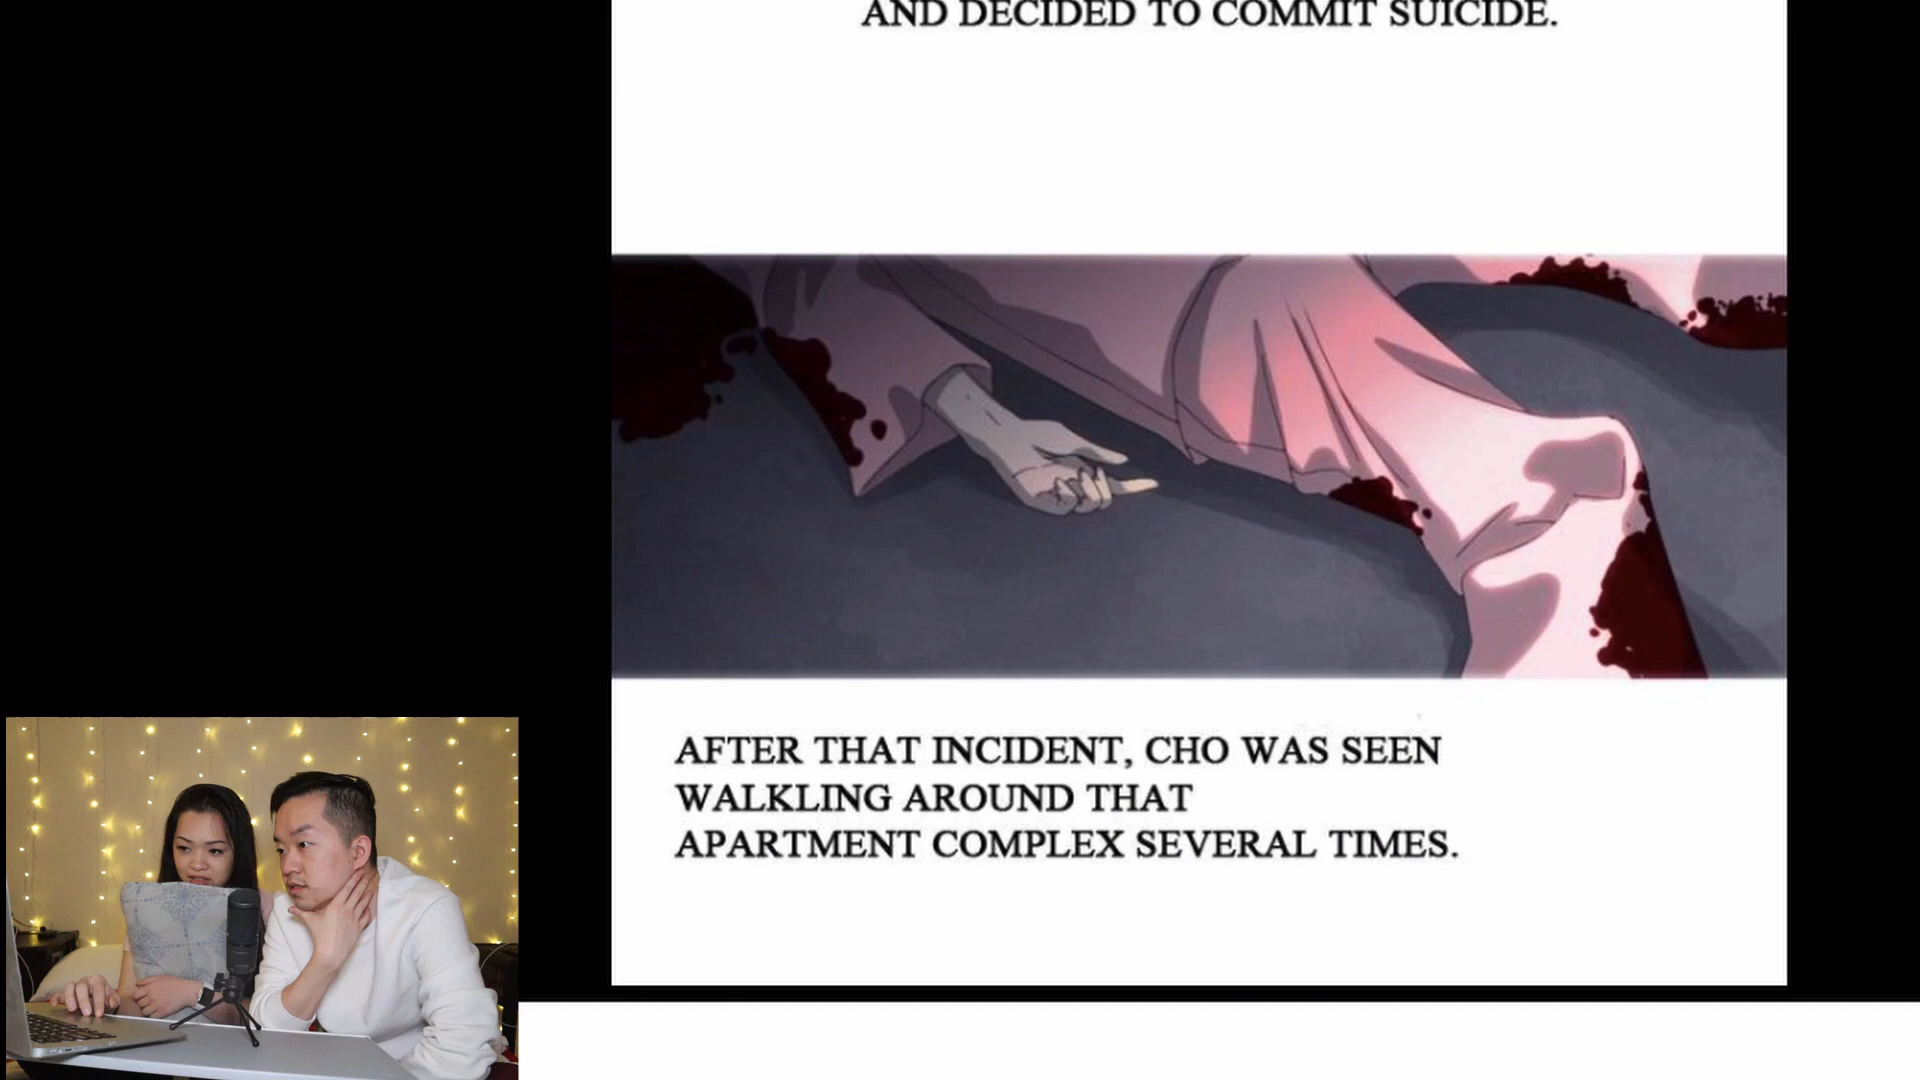 AND DECIDED TO COMMIT SUICIDE.
AFTER THAT INCIDENT, CHO WAS SEEN
WALKLING AROUND THAT
APARTMENT COMPLEX SEVERAL TIMES.